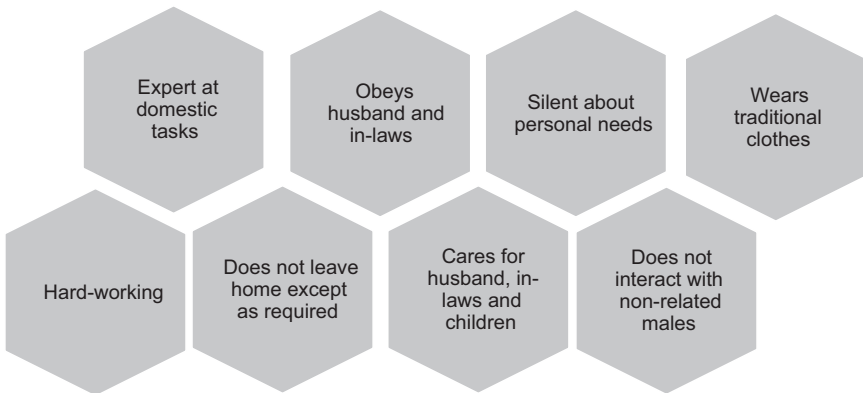 Expert at
domestic
tasks
Obeys
husband and
in-laws
Silent about
personal needs
Wears
traditional
clothes
Hard-working
Does not leave
home except
as required
Cares for
husband, in-
laws and
children
Does not
interact with
non-related
males